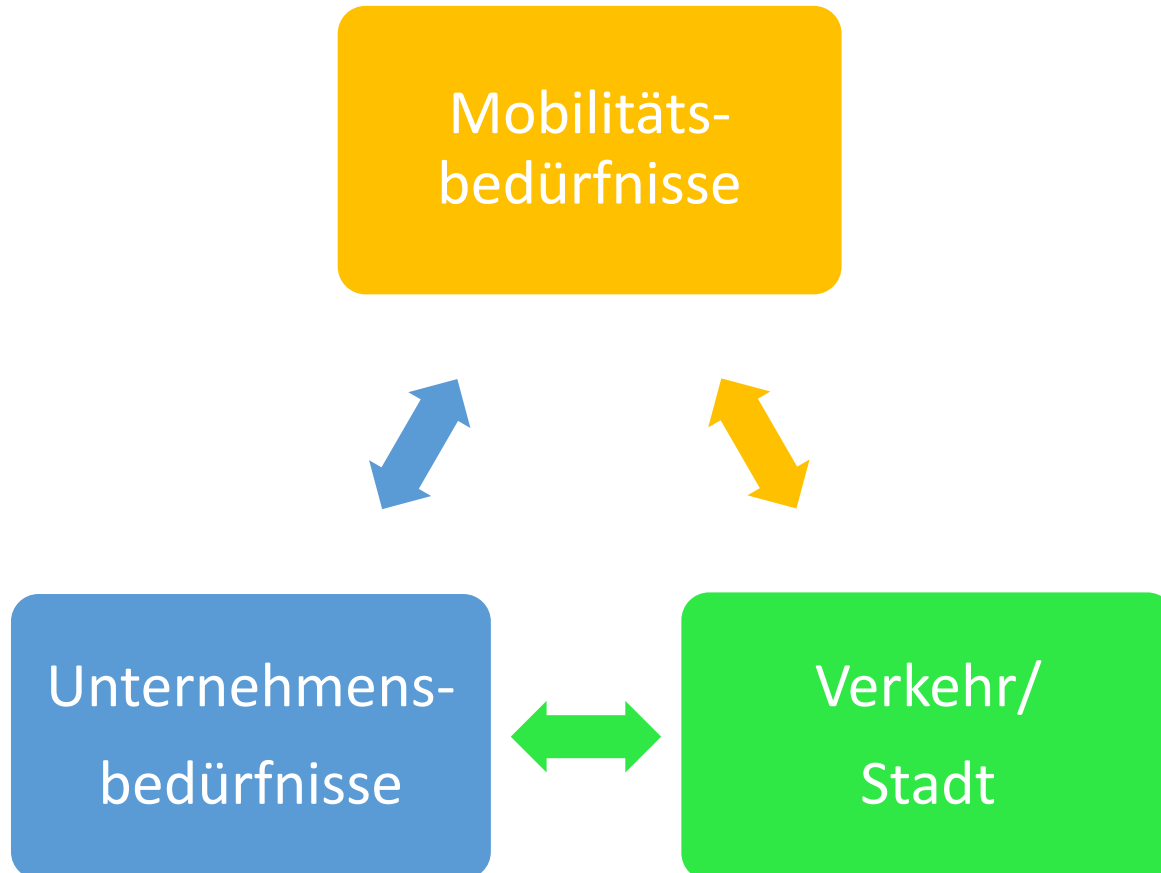 Mobilitäts-
bedürfnisse
Unternehmens-
bedürfnisse
Verkehr/
Stadt